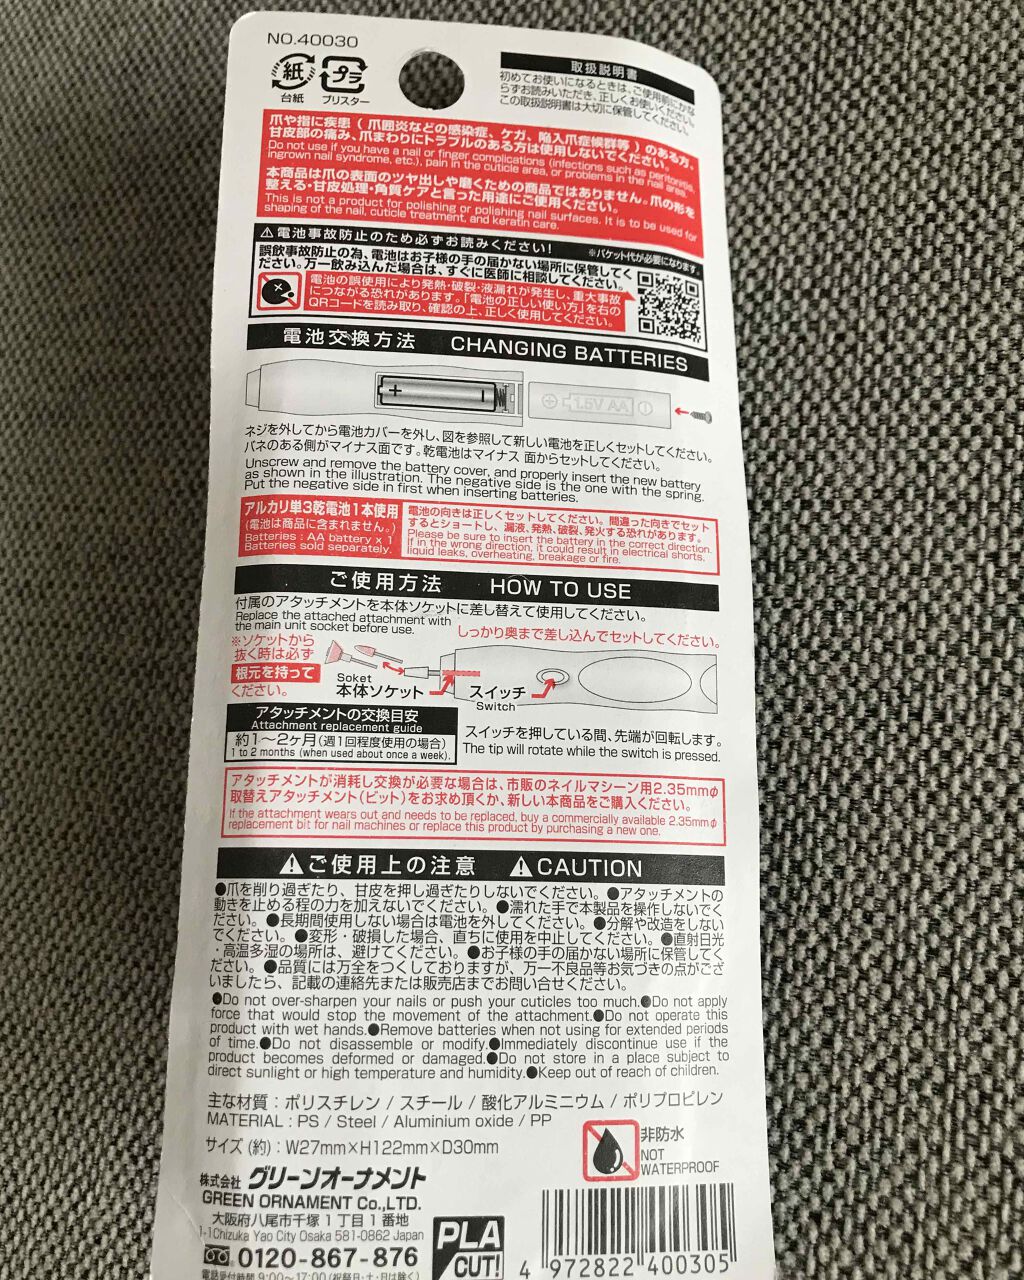 NO.40030
紙
プラ
台紙
ブリスター
取扱説明書
初めてお使いになるときは、ご使用前にかな
らずお読みいただき、正しくお使いください。
この取扱説明書は大切に保管してください。
爪や指に疾患（爪囲炎などの感染症、ケガ、陥入爪症候群等）のある方、
甘皮部の痛み、爪まわりにトラブルのある方は使用しないでください。
Do not use if you have a nail or finger complications (infections such as peritonitis,
ingrown nail syndrome, etc.), pain in the cuticle area, or problems in the nail area.
本商品は爪の表面のツヤ出しや磨くための商品ではありません。爪の形を
整える・甘皮処理・角質ケアと言った用途にご使用ください。
This is not a product for polishing or polishing nail surfaces. It is to be used for
shaping of the nail, cuticle treatment, and keratin care.
⚠電池事故防止のため必ずお読みください!
※パケット代が必要になります。
誤飲事故防止の為、電池はお子様の手の届かない場所に保管してく
ださい。万一飲み込んだ場合は、すぐに医師に相談してください。
電池の誤使用により発熱・破裂・液漏れが発生し、重大事故
につながる恐れがあります。「電池の正しい使い方」を右の
QRコードを読み取り、確認の上、正しく使用してください。
電池交換方法 CHANGING BATTERIES
+ −
⊕ 1.5V AA ⊖
ネジを外してから電池カバーを外し、図を参照して新しい電池を正しくセットしてください。
バネのある側がマイナス面です。乾電池はマイナス 面からセットしてください。
Unscrew and remove the battery cover, and properly insert the new battery
as shown in the illustration. The negative side is the one with the spring.
Put the negative side in first when inserting batteries.
アルカリ単3乾電池1本使用
(電池は商品に含まれません。)
Batteries : AA battery x 1
Batteries sold separately.
電池の向きは正しくセットしてください。間違った向きでセット
するとショートし、漏液、発熱、破裂、発火する恐れがあります。
Please be sure to insert the battery in the correct direction.
If in the wrong direction, it could result in electrical shorts,
liquid leaks, overheating, breakage or fire.
ご使用方法 HOW TO USE
付属のアタッチメントを本体ソケットに差し替えて使用してください。
Replace the attached attachment with
the main unit socket before use.
しっかり奥まで差し込んでセットしてください。
※ソケットから
抜く時は必ず
根元を持って
ください。
Soket
本体ソケット
スイッチ
Switch
アタッチメントの交換目安
Attachment replacement guide
約1～2ヶ月(週1回程度使用の場合)
1 to 2 months (when used about once a week).
スイッチを押している間、先端が回転します。
The tip will rotate while the switch is pressed.
アタッチメントが消耗し交換が必要な場合は、市販のネイルマシーン用2.35mmφ
取替えアタッチメント(ビット)をお求め頂くか、新しい本商品をご購入ください。
If the attachment wears out and needs to be replaced, buy a commercially available 2.35mmφ
replacement bit for nail machines or replace this product by purchasing a new one.
⚠ご使用上の注意 ⚠CAUTION
●爪を削り過ぎたり、甘皮を押し過ぎたりしないでください。●アタッチメントの
動きを止める程の力を加えないでください。●濡れた手で本製品を操作しないでく
ださい。●長期間使用しない場合は電池を外してください。●分解や改造をしない
でください。●変形・破損した場合、直ちに使用を中止してください。●直射日光
・高温多湿の場所は、避けてください。●お子様の手の届かない場所に保管してく
ださい。●品質には万全をつくしておりますが、万一不良品等お気づきの点がござ
いましたら、記載の連絡先または販売店までお問い合せください。
●Do not over-sharpen your nails or push your cuticles too much.●Do not apply
force that would stop the movement of the attachment.●Do not operate this
product with wet hands.●Remove batteries when not using for extended periods
of time.●Do not disassemble or modify.●Immediately discontinue use if the
product becomes deformed or damaged.●Do not store in a place subject to
direct sunlight or high temperature and humidity.●Keep out of reach of children.
主な材質：ポリスチレン / スチール / 酸化アルミニウム / ポリプロピレン
MATERIAL : PS / Steel / Aluminium oxide / PP
サイズ (約)：W27mm×H122mm×D30mm
非防水
NOT
WATERPROOF
株式会社 グリーンオーナメント
GREEN ORNAMENT Co.,LTD.
大阪府八尾市千塚1丁目1番地
1-1Chizuka Yao City Osaka 581-0862 Japan
0120-867-876
電話受付時間 9:00～17:00(祝祭日・土・日は除く)
PLA
CUT!
4 972822 400305